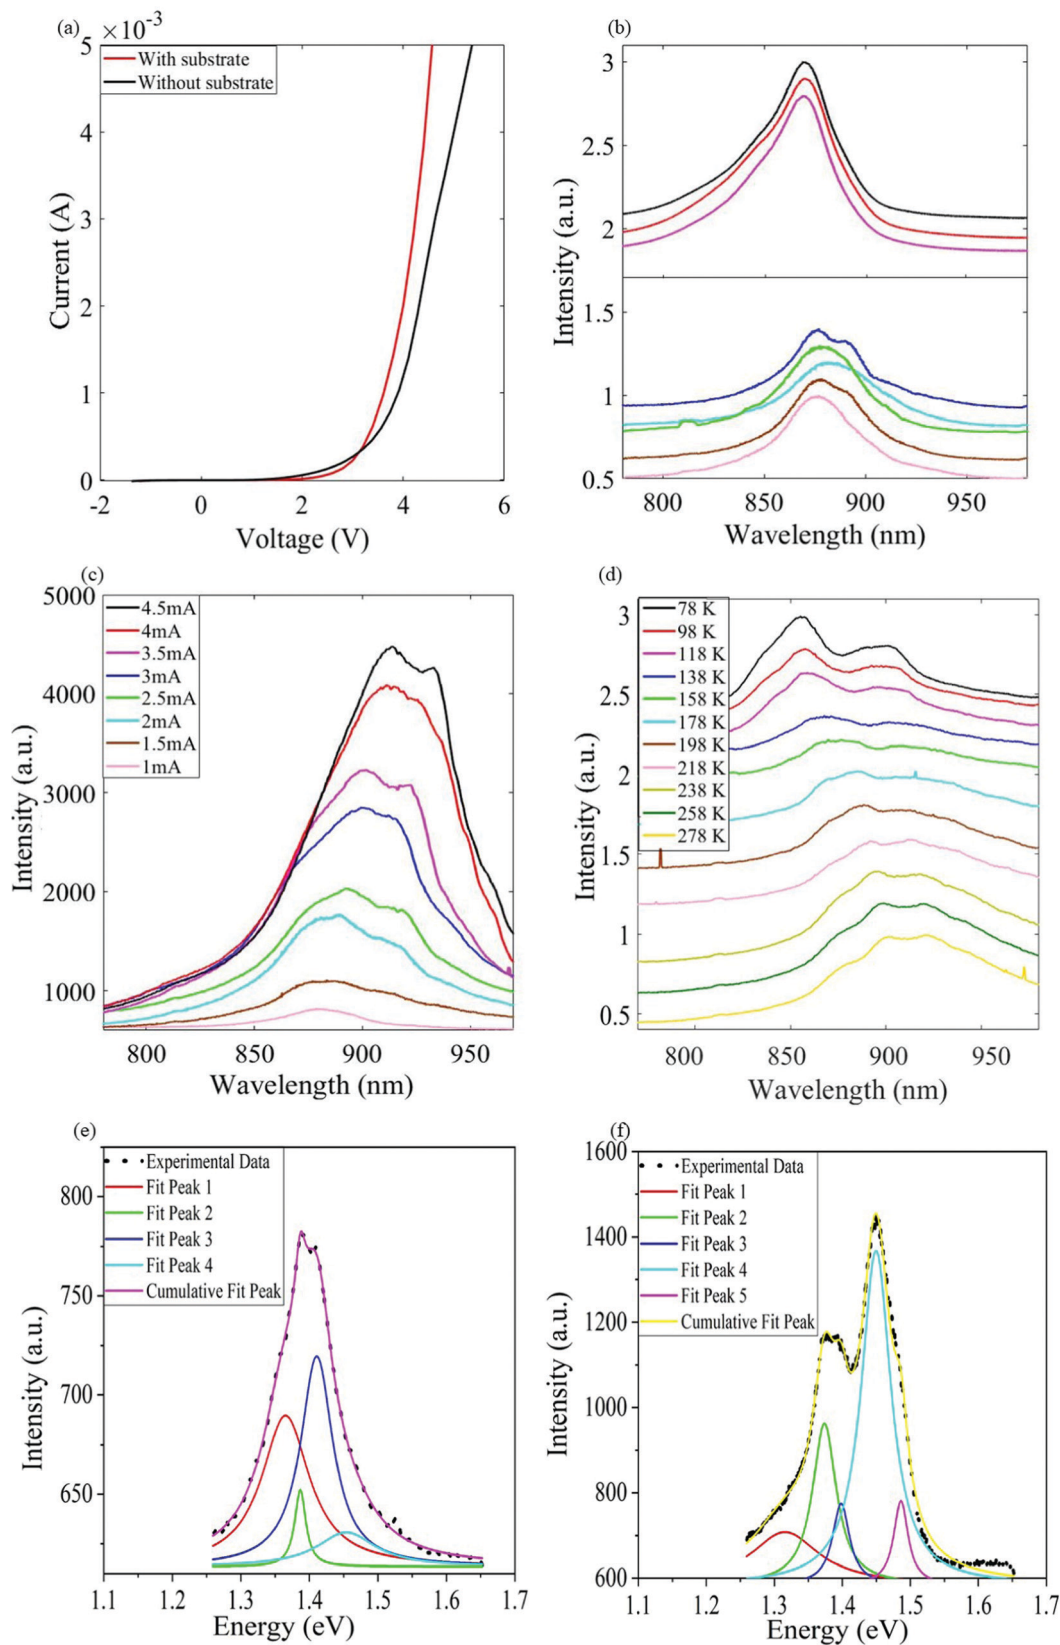 (a)
×10⁻³
5
4
3
2
1
0
-2 0 2 4 6
Current (A)
Voltage (V)
With substrate
Without substrate
(b)
3
2.5
2
1.5
1
0.5
800 850 900 950
Intensity (a.u.)
Wavelength (nm)
(c)
5000
4000
3000
2000
1000
800 850 900 950
Intensity (a.u.)
Wavelength (nm)
4.5mA
4mA
3.5mA
3mA
2.5mA
2mA
1.5mA
1mA
(d)
3
2.5
2
1.5
1
0.5
800 850 900 950
Intensity (a.u.)
Wavelength (nm)
78 K
98 K
118 K
138 K
158 K
178 K
198 K
218 K
238 K
258 K
278 K
(e)
800
750
700
650
1.1 1.2 1.3 1.4 1.5 1.6 1.7
Intensity (a.u.)
Energy (eV)
Experimental Data
Fit Peak 1
Fit Peak 2
Fit Peak 3
Fit Peak 4
Cumulative Fit Peak
(f)
1600
1400
1200
1000
800
600
1.1 1.2 1.3 1.4 1.5 1.6 1.7
Intensity (a.u.)
Energy (eV)
Experimental Data
Fit Peak 1
Fit Peak 2
Fit Peak 3
Fit Peak 4
Fit Peak 5
Cumulative Fit Peak